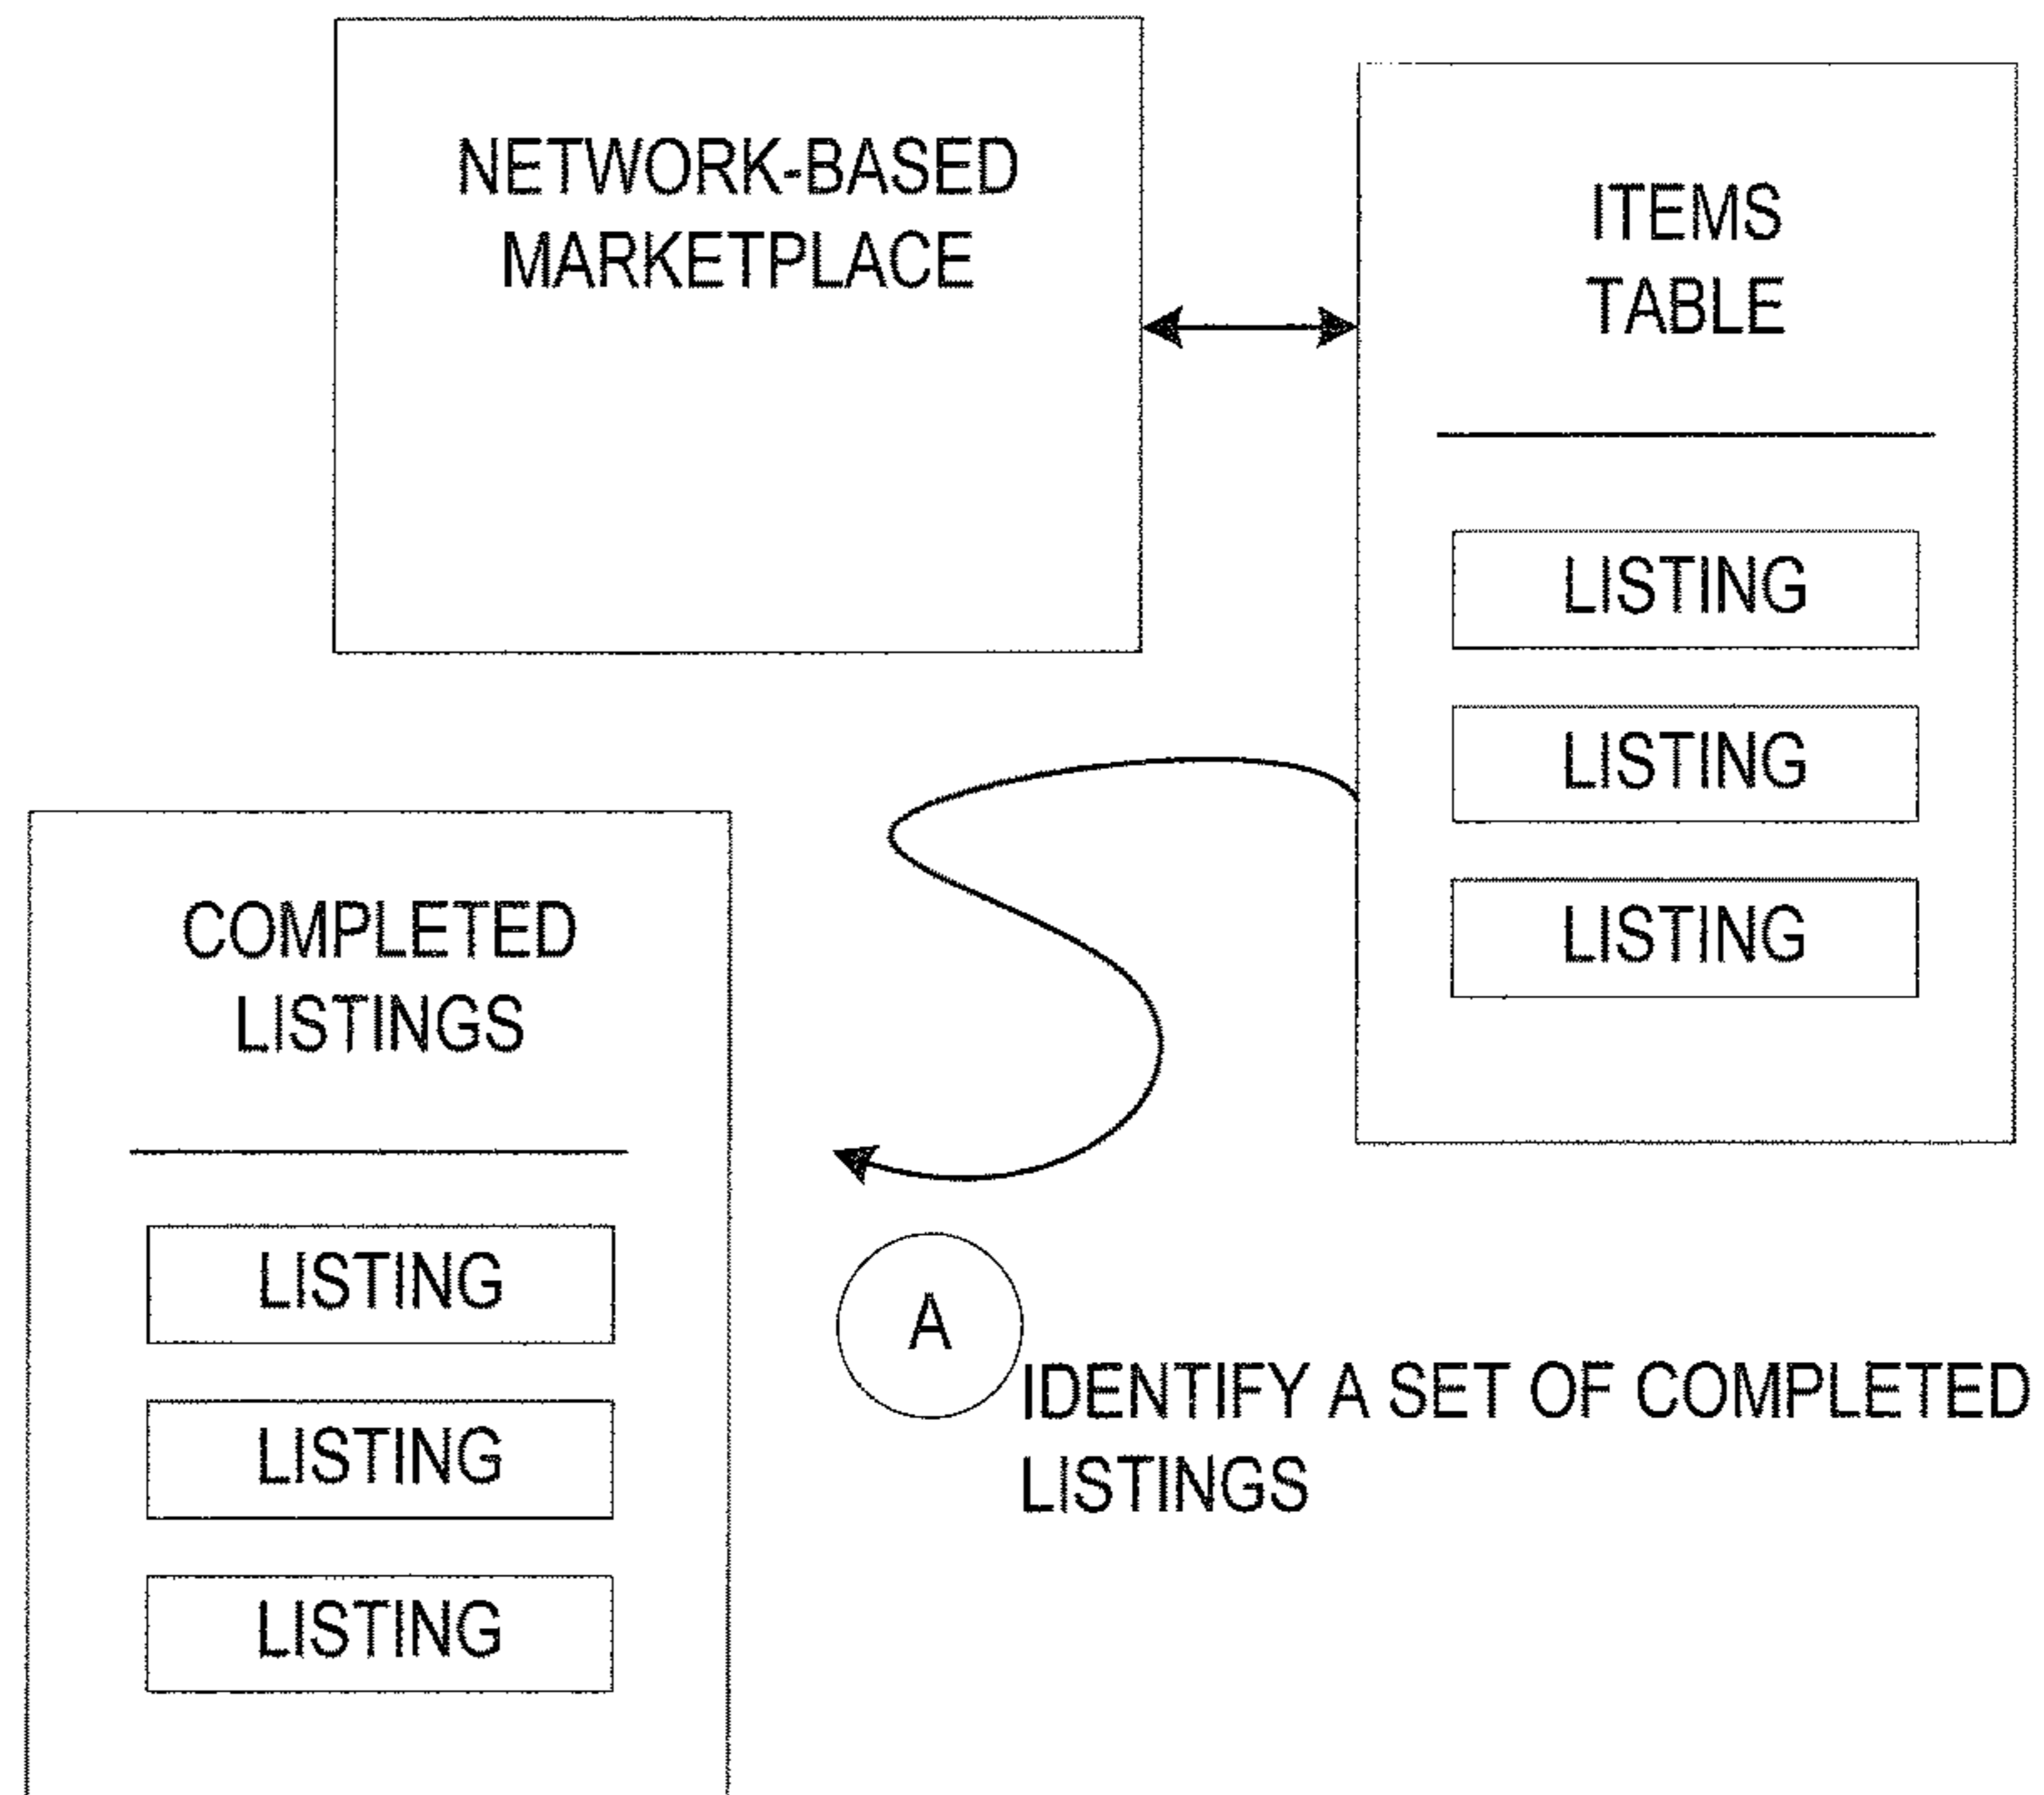 NETWORK-BASED
MARKETPLACE
ITEMS
TABLE
LISTING
LISTING
LISTING
COMPLETED
LISTINGS
LISTING
LISTING
LISTING
A
IDENTIFY A SET OF COMPLETED
LISTINGS